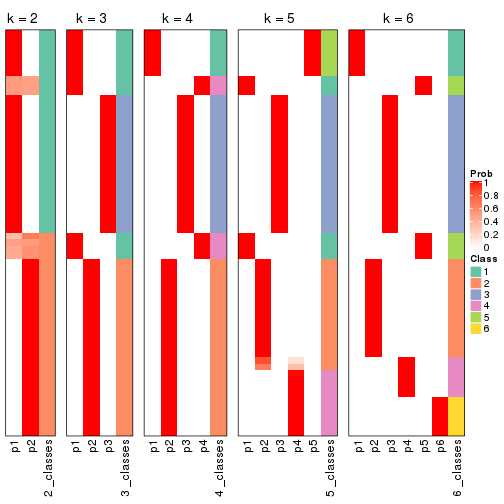 k = 2
k = 3
k = 4
k = 5
k = 6
Prob
1
0.8
0.6
0.4
0.2
0
Class
1
2
3
4
5
6
p1
p2
2_classes
p1
p2
p3
3_classes
p1
p2
p3
p4
4_classes
p1
p2
p3
p4
p5
5_classes
p1
p2
p3
p4
p5
p6
6_classes